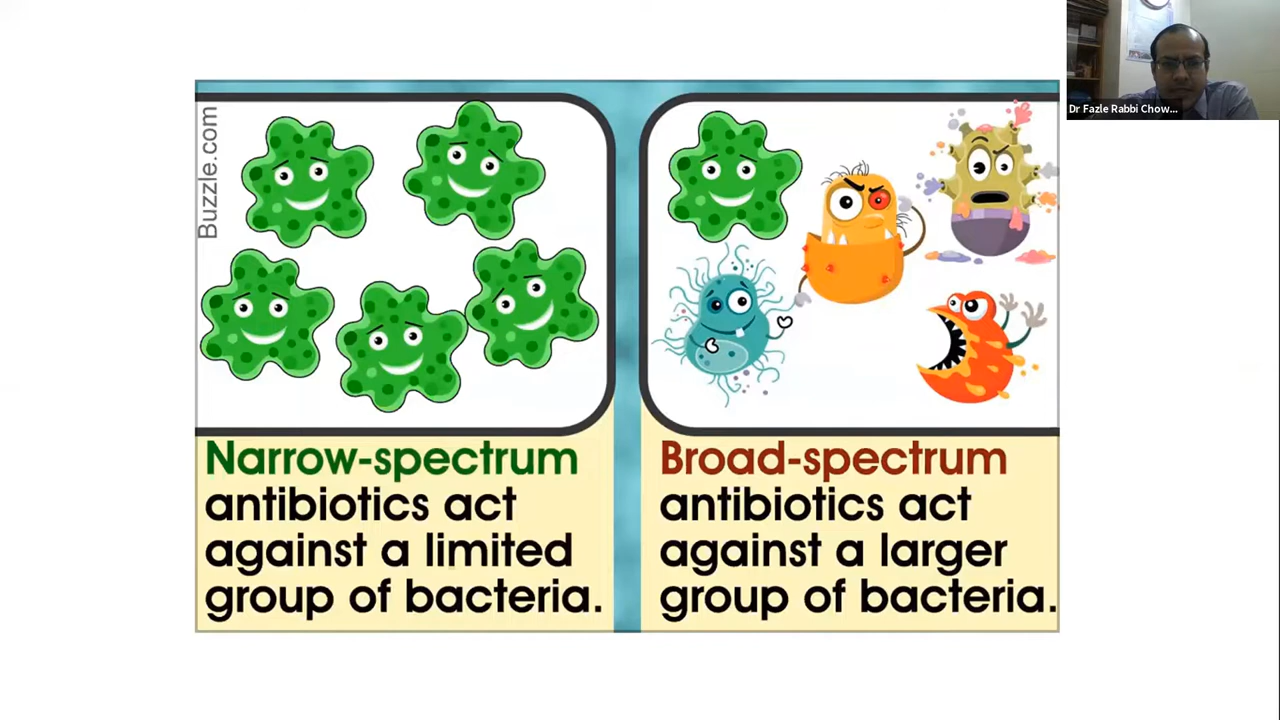 Dr Fazle Rabbi Chow...
Buzzle.com
Narrow-spectrum
antibiotics act
against a limited
group of bacteria.
Broad-spectrum
antibiotics act
against a larger
group of bacteria.